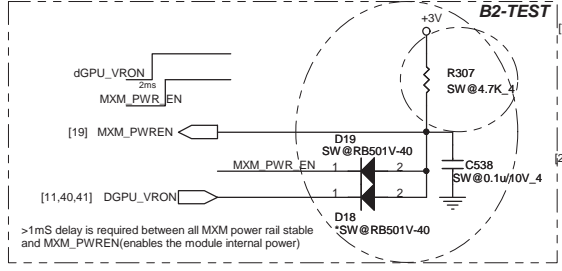 B2-TEST
+3V
dGPU_VRON
2ms
MXM_PWR_EN
R307
SW@4.7K_4
[19] MXM_PWREN
D19
SW@RB501V-40
MXM_PWR_EN 1 2
C538
SW@0.1u/10V_4
[11,40,41] DGPU_VRON 1 2
D18
*SW@RB501V-40
>1mS delay is required between all MXM power rail stable
and MXM_PWREN(enables the module internal power)